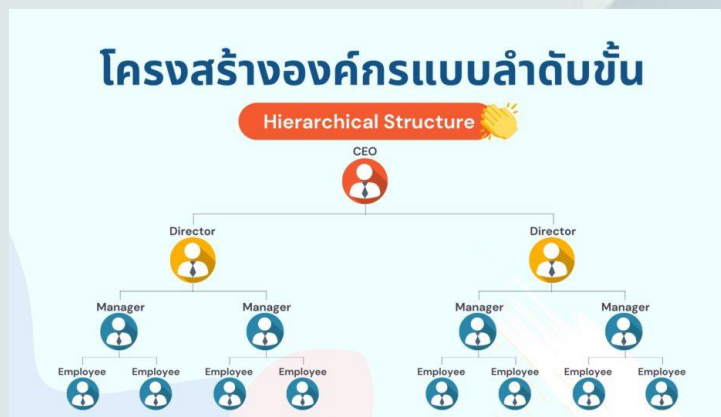 โครงสร้างองค์กรแบบลำดับขั้น
Hierarchical Structure
CEO
Director Director
Manager Manager Manager Manager
Employee Employee Employee Employee Employee Employee Employee Employee